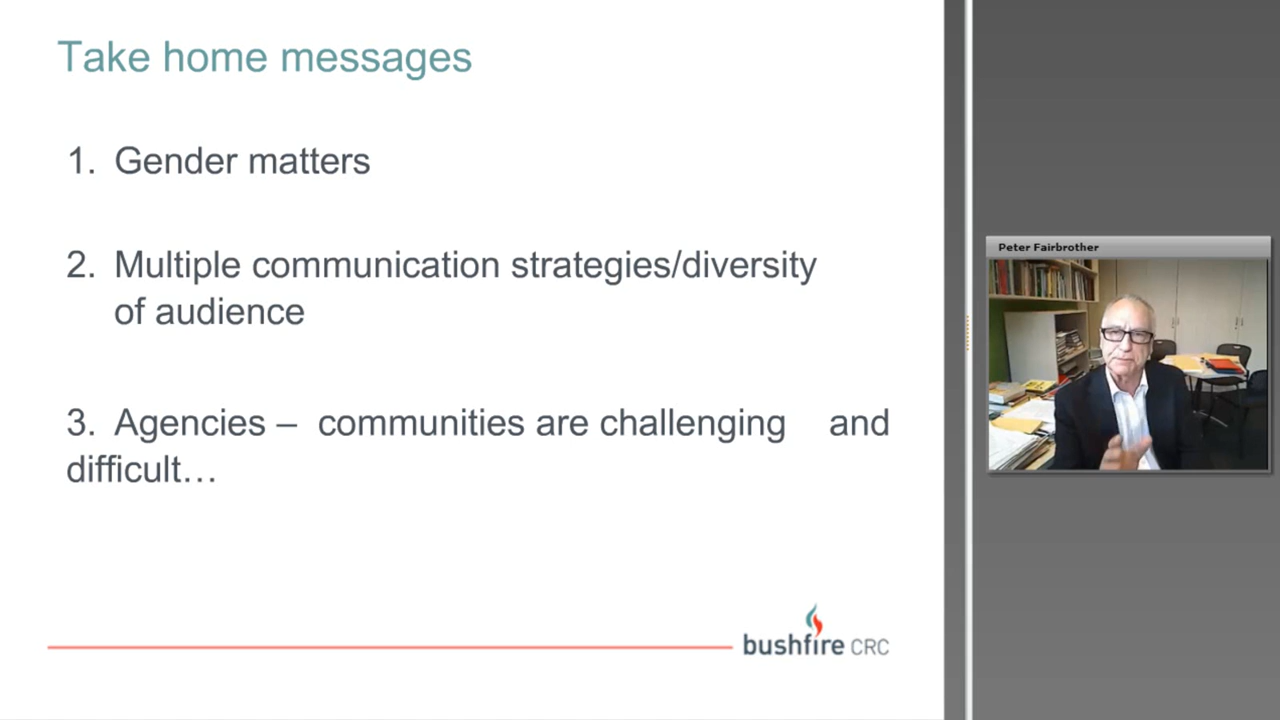 Take home messages
1. Gender matters
2. Multiple communication strategies/diversity
of audience
3. Agencies – communities are challenging and
difficult…
bushfire CRC
Peter Fairbrother